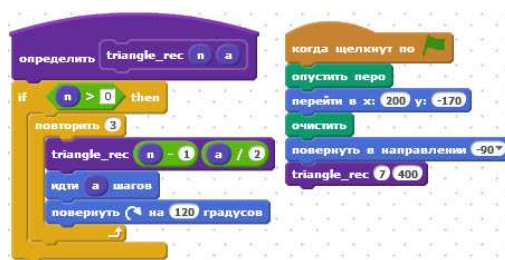 определить triangle_rec n a
if n > 0 then
повторить 3
triangle_rec n - 1 a / 2
идти a шагов
повернуть на 120 градусов
когда щелкнут по
опустить перо
перейти в x: 200 y: -170
очистить
повернуть в направлении -90
triangle_rec 7 400